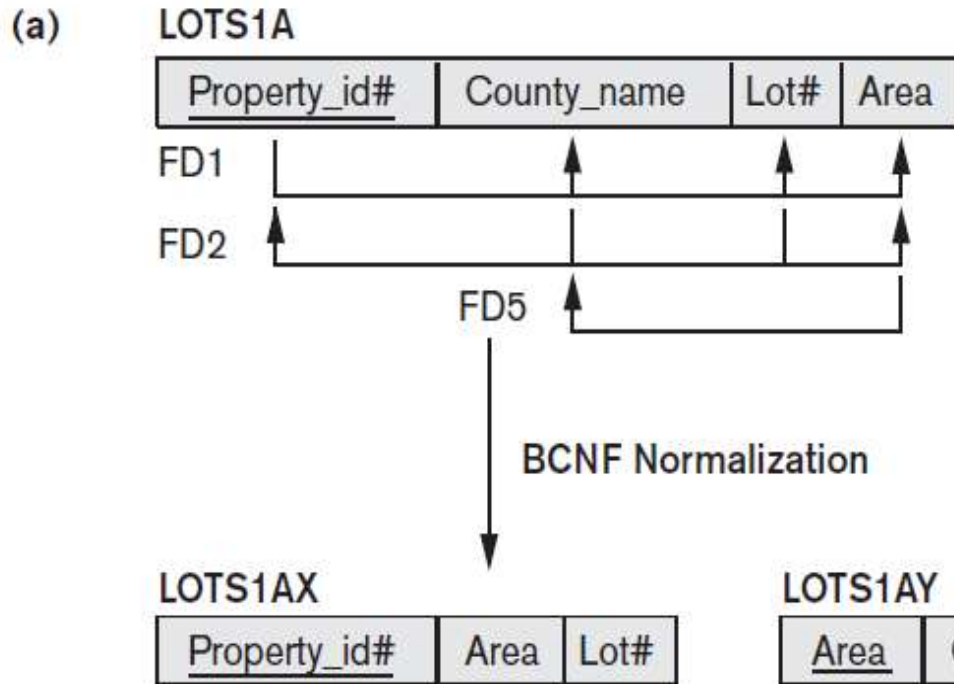 (a) LOTS1A
Property_id# County_name Lot# Area
FD1
FD2
FD5
BCNF Normalization
LOTS1AX LOTS1AY
Property_id# Area Lot# Area